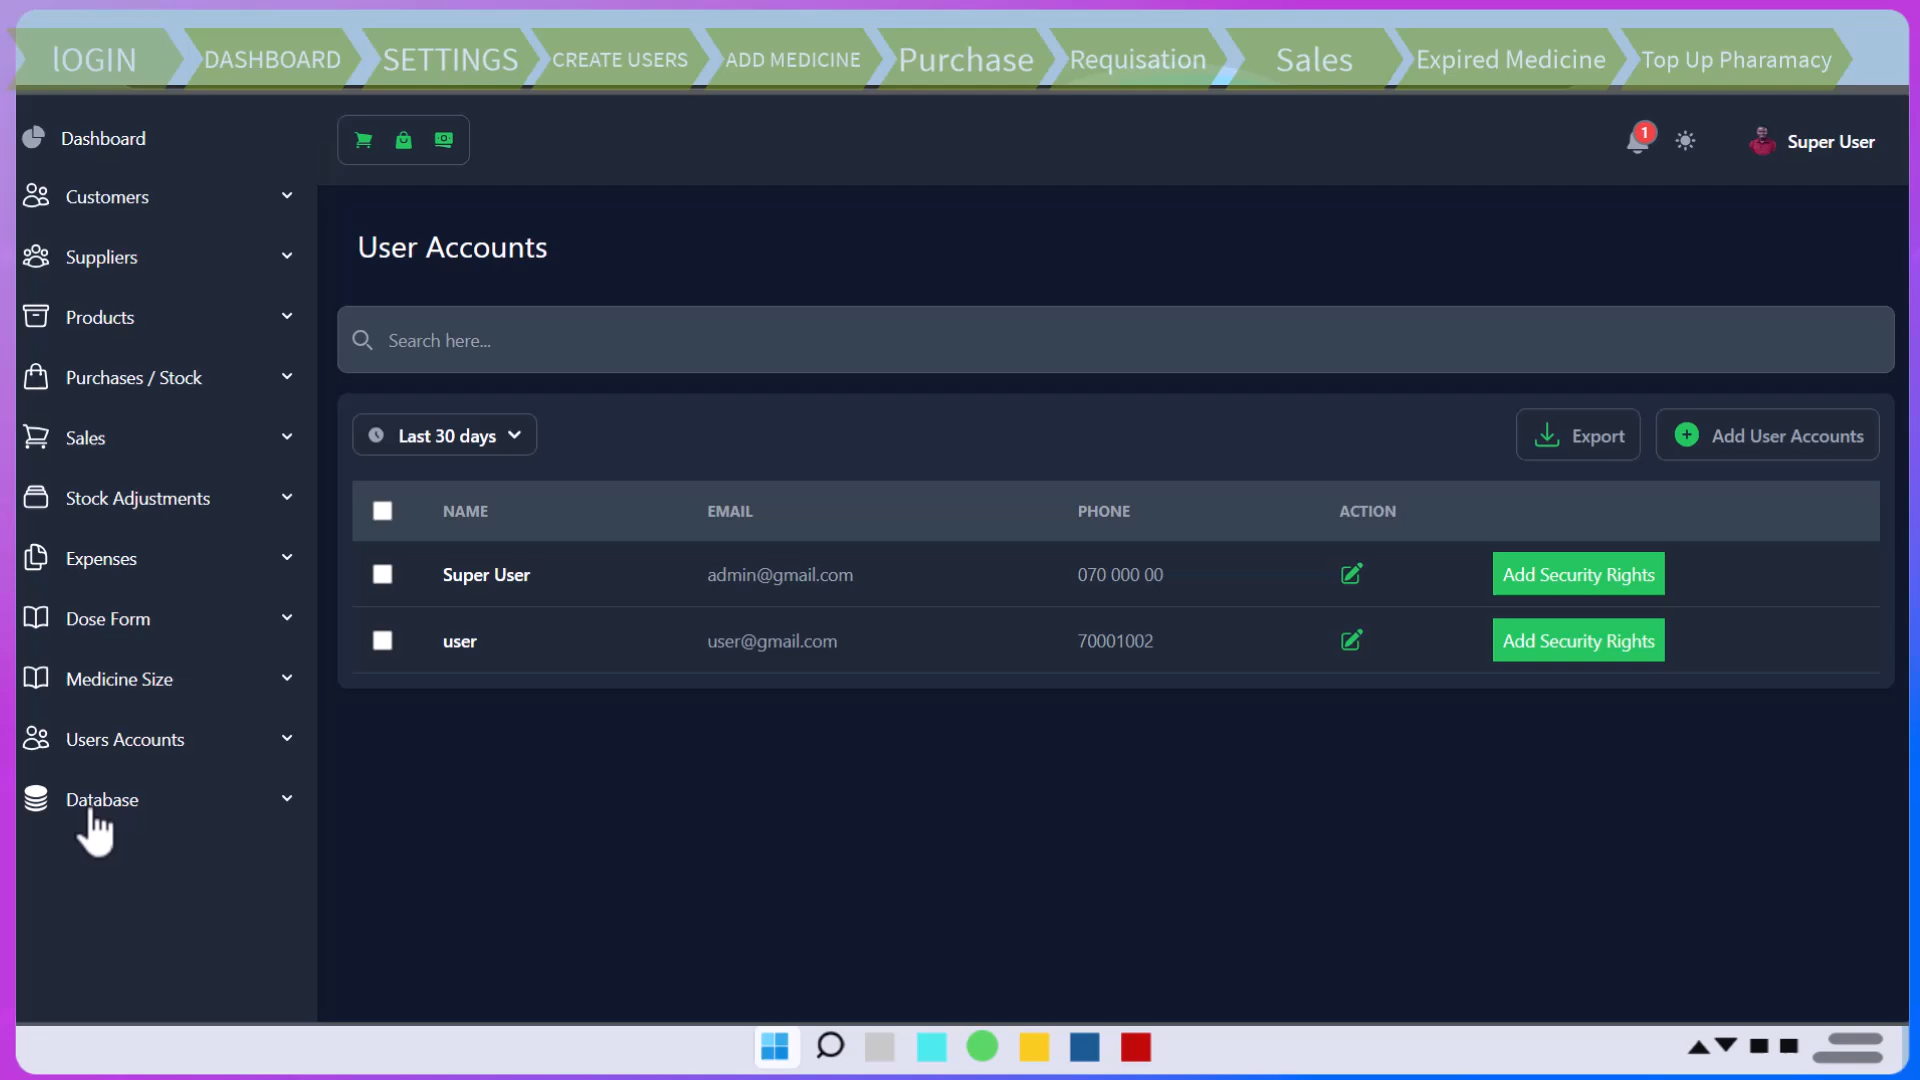 lOGIN
DASHBOARD
SETTINGS
CREATE USERS
ADD MEDICINE
Purchase
Requisation
Sales
Expired Medicine
Top Up Pharamacy
Dashboard
Customers
Suppliers
Products
Purchases / Stock
Sales
Stock Adjustments
Expenses
Dose Form
Medicine Size
Users Accounts
Database
1
Super User
User Accounts
Search here...
Last 30 days
Export
Add User Accounts
NAME EMAIL PHONE ACTION
Super User admin@gmail.com 070 000 00 Add Security Rights
user user@gmail.com 70001002 Add Security Rights